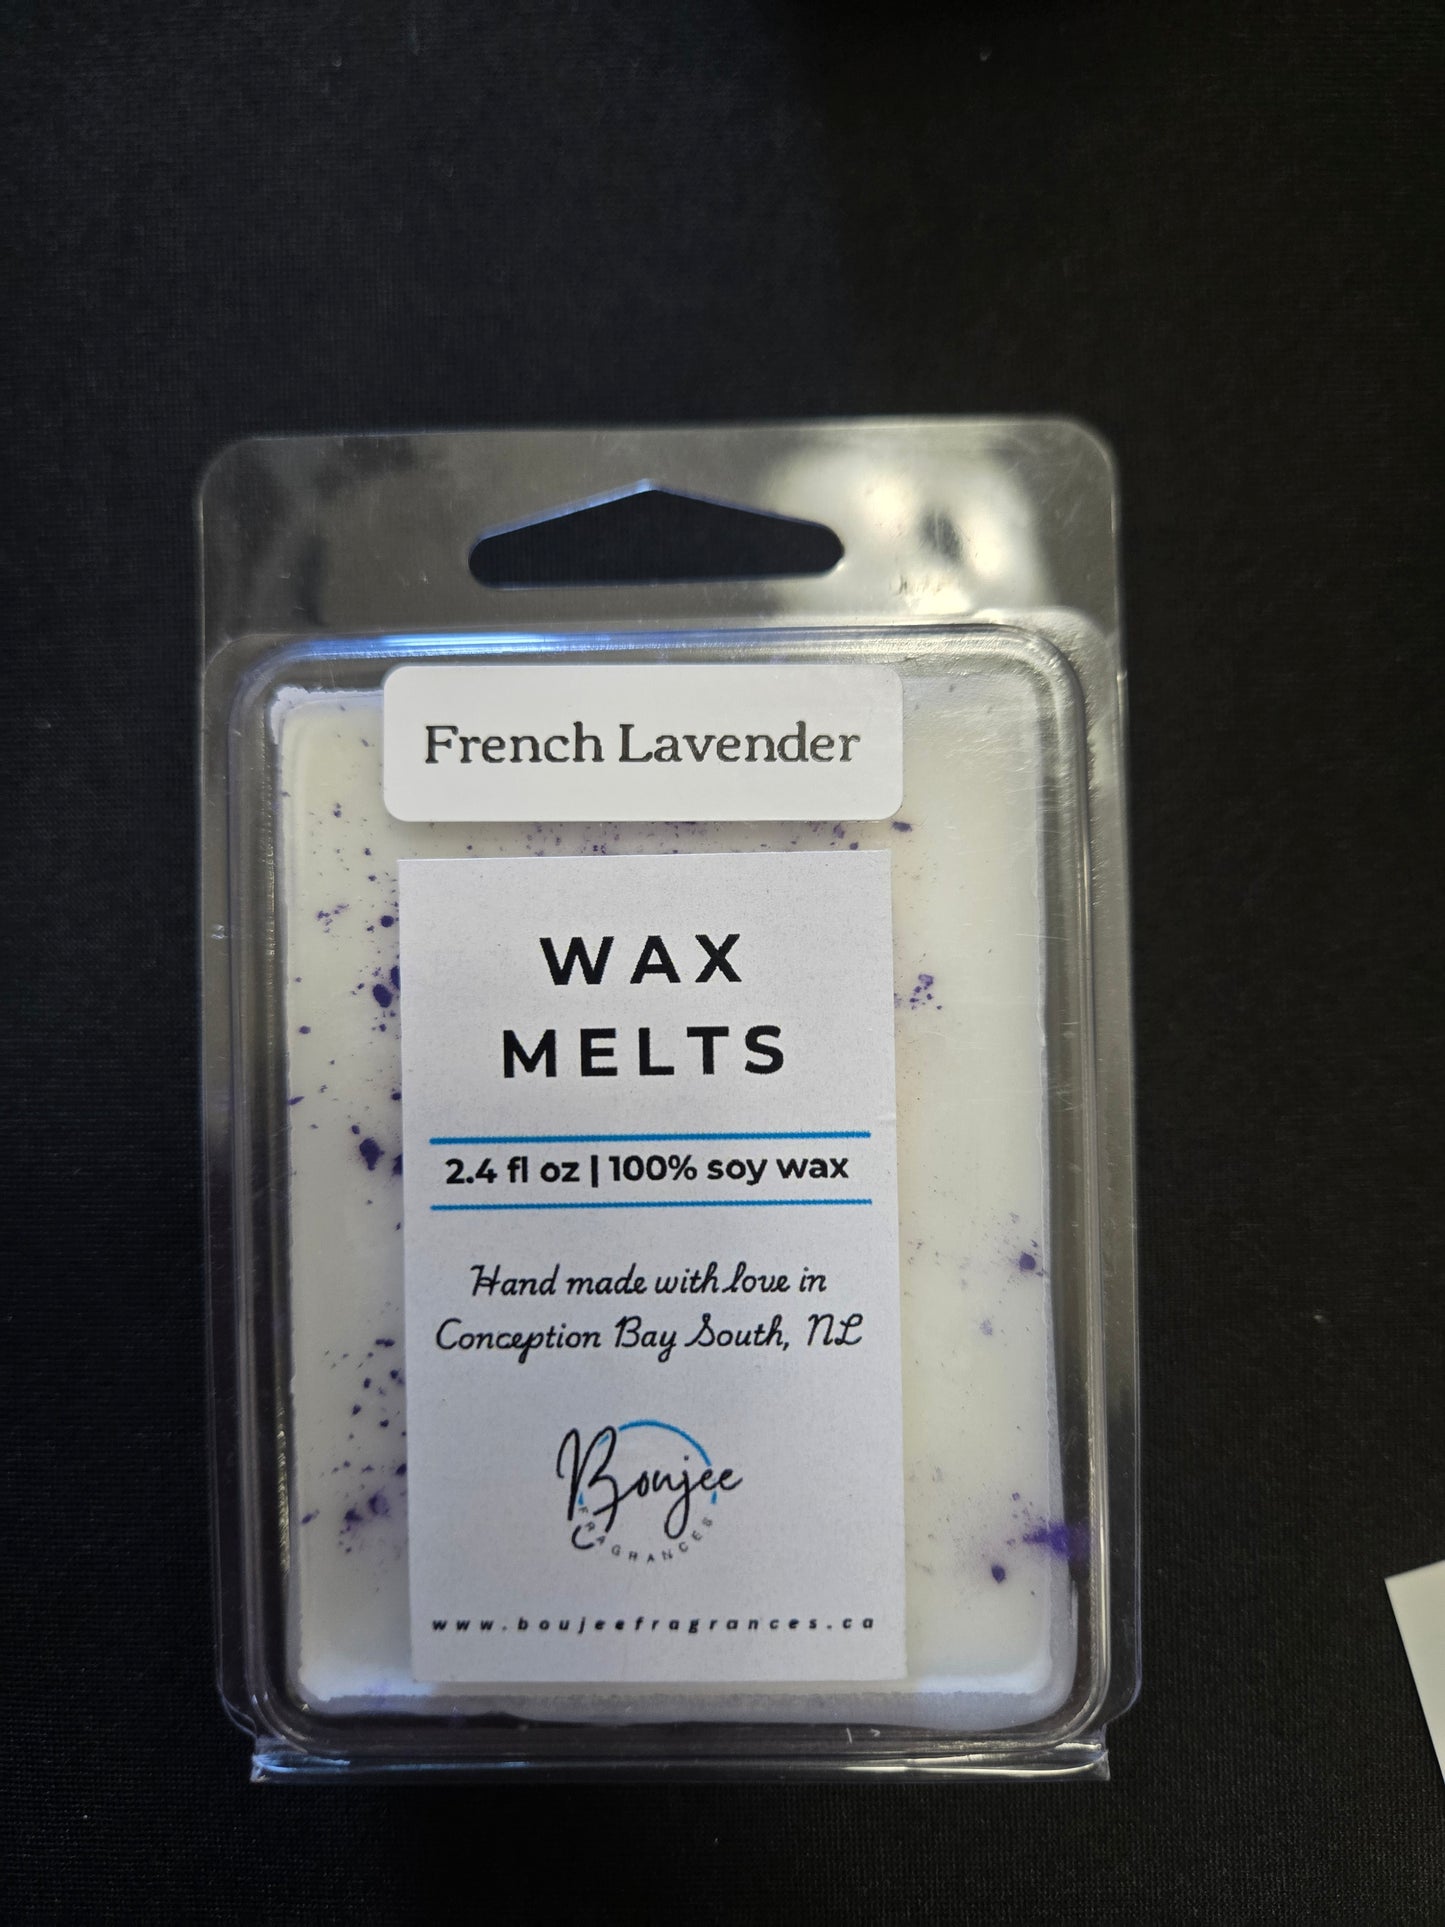 French Lavender
WAX
MELTS
2.4 fl oz | 100% soy wax
Hand made with love in
Conception Bay South, NL
Boujee
FRAGRANCES
www.boujeefragrances.ca